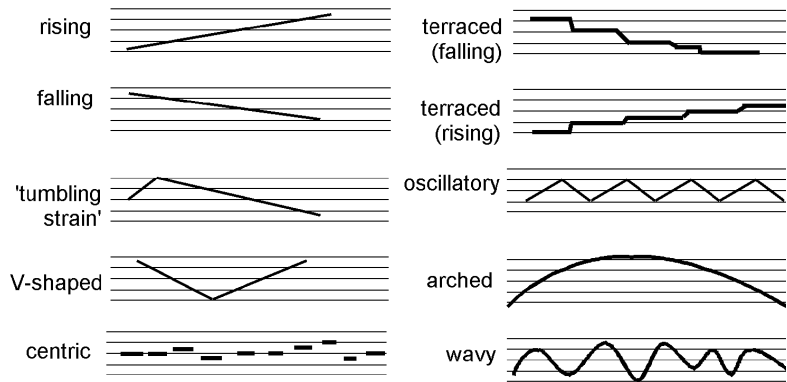 rising
falling
'tumbling
strain'
V-shaped
centric
terraced
(falling)
terraced
(rising)
oscillatory
arched
wavy